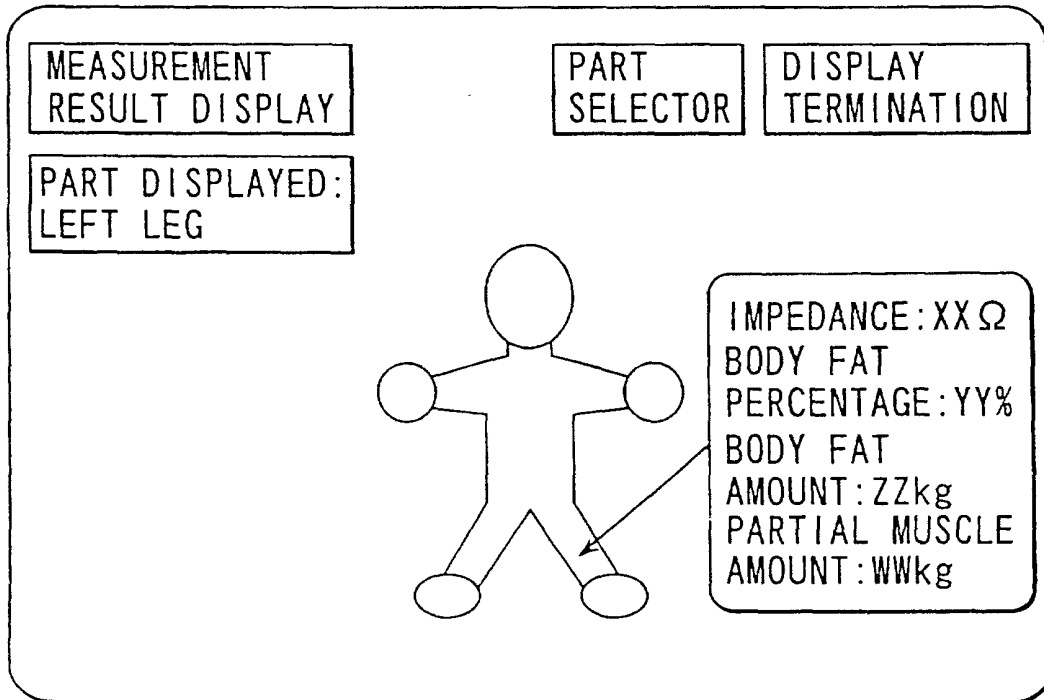 MEASUREMENT
RESULT DISPLAY
PART
SELECTOR
DISPLAY
TERMINATION
PART DISPLAYED:
LEFT LEG
IMPEDANCE:XXΩ
BODY FAT
PERCENTAGE:YY%
BODY FAT
AMOUNT:ZZkg
PARTIAL MUSCLE
AMOUNT:WWkg